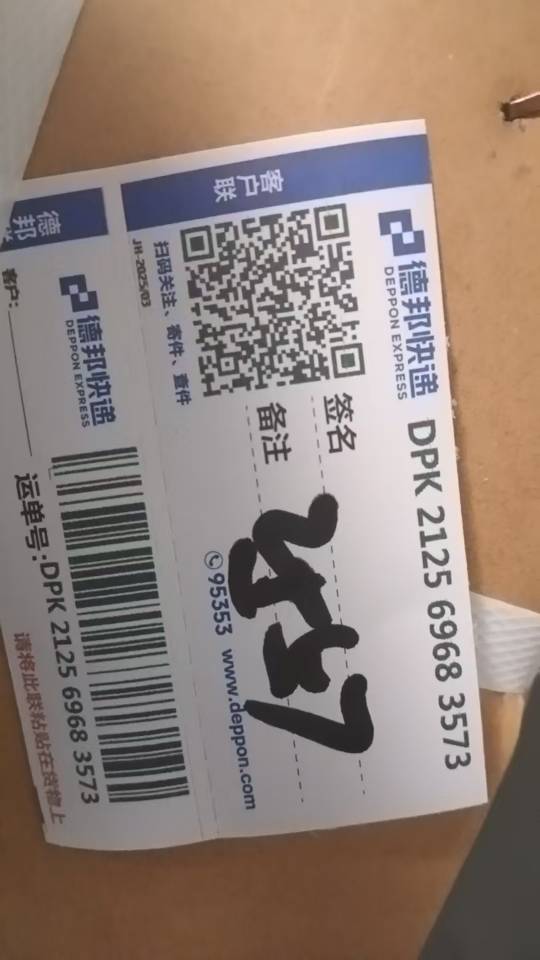 客户联
德邦快递
DEPPON EXPRESS
DPK 2125 6968 3573
签名
备注
257
扫码关注、寄件、查件
JH-2025/03
95353 www.deppon.com
德邦
德邦快递
DEPPON EXPRESS
客户:
运单号:DPK 2125 6968 3573
请将此联粘贴在货物上